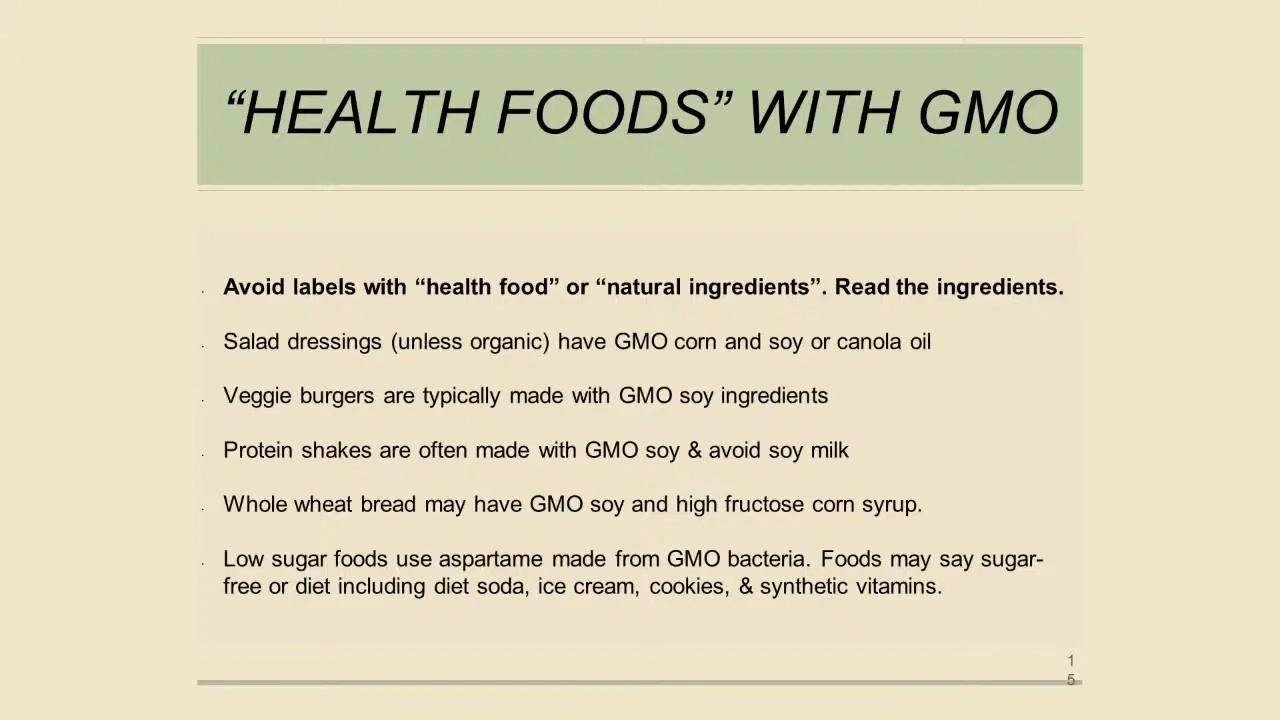 “HEALTH FOODS” WITH GMO
Avoid labels with “health food” or “natural ingredients”. Read the ingredients.
Salad dressings (unless organic) have GMO corn and soy or canola oil
Veggie burgers are typically made with GMO soy ingredients
Protein shakes are often made with GMO soy & avoid soy milk
Whole wheat bread may have GMO soy and high fructose corn syrup.
Low sugar foods use aspartame made from GMO bacteria. Foods may say sugar-
free or diet including diet soda, ice cream, cookies, & synthetic vitamins.
1
5